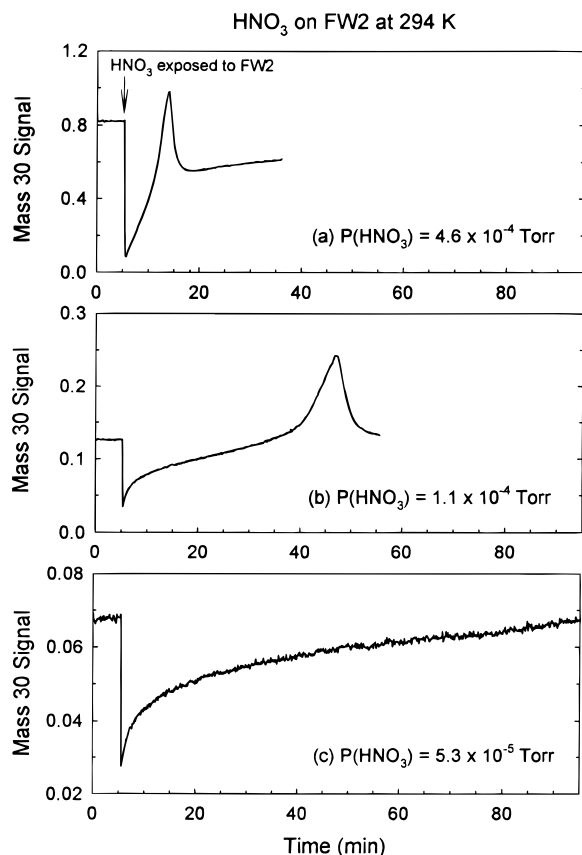 HNO₃ on FW2 at 294 K
1.2
HNO₃ exposed to FW2
0.8
0.4
(a) P(HNO₃) = 4.6 x 10⁻⁴ Torr
0.0
0 20 40 60 80
Mass 30 Signal
0.3
0.2
0.1
(b) P(HNO₃) = 1.1 x 10⁻⁴ Torr
0.0
0 20 40 60 80
Mass 30 Signal
0.08
0.06
0.04
(c) P(HNO₃) = 5.3 x 10⁻⁵ Torr
0.02
0 20 40 60 80
Mass 30 Signal
Time (min)